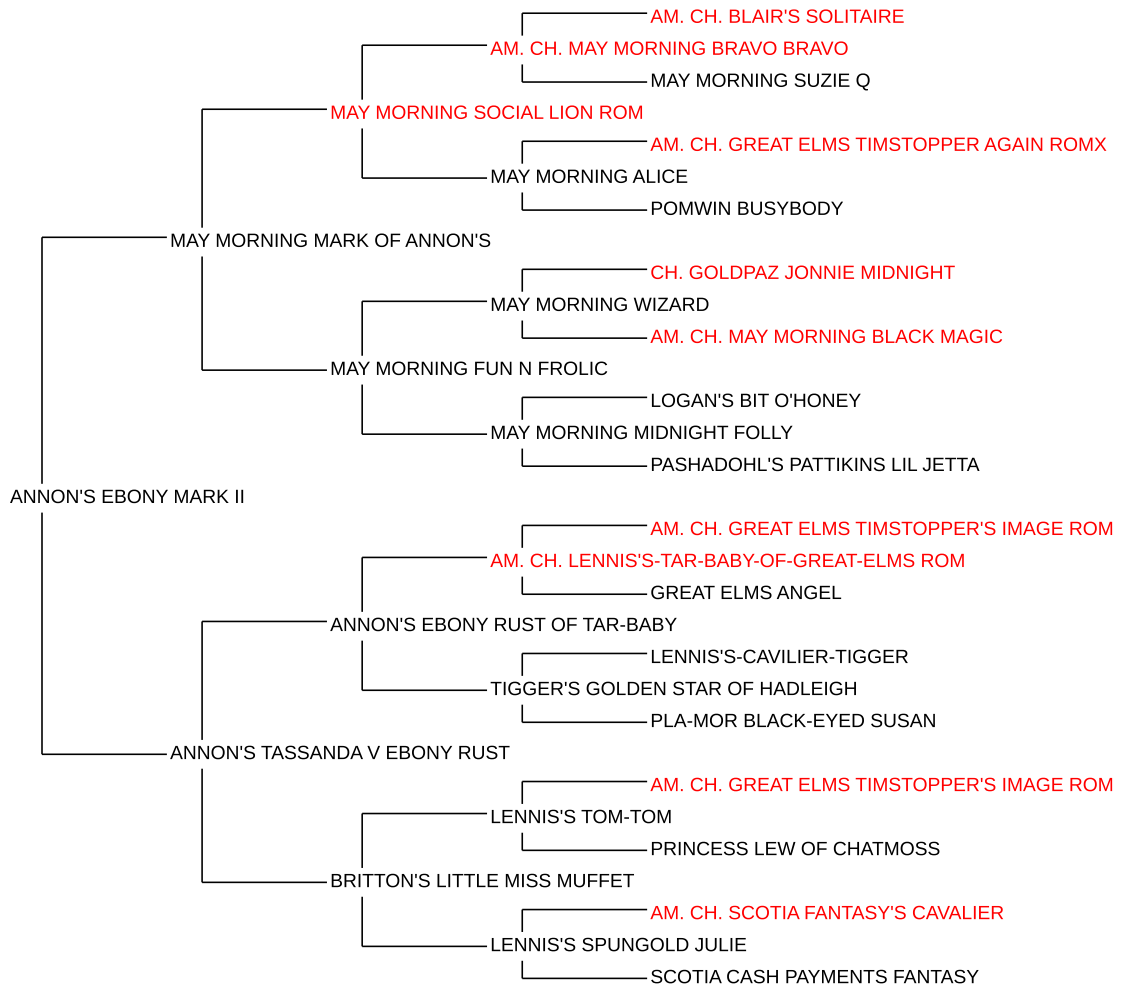 AM. CH. BLAIR'S SOLITAIRE
AM. CH. MAY MORNING BRAVO BRAVO
MAY MORNING SUZIE Q
MAY MORNING SOCIAL LION ROM
AM. CH. GREAT ELMS TIMSTOPPER AGAIN ROMX
MAY MORNING ALICE
POMWIN BUSYBODY
MAY MORNING MARK OF ANNON'S
CH. GOLDPAZ JONNIE MIDNIGHT
MAY MORNING WIZARD
AM. CH. MAY MORNING BLACK MAGIC
MAY MORNING FUN N FROLIC
LOGAN'S BIT O'HONEY
MAY MORNING MIDNIGHT FOLLY
PASHADOHL'S PATTIKINS LIL JETTA
ANNON'S EBONY MARK II
AM. CH. GREAT ELMS TIMSTOPPER'S IMAGE ROM
AM. CH. LENNIS'S-TAR-BABY-OF-GREAT-ELMS ROM
GREAT ELMS ANGEL
ANNON'S EBONY RUST OF TAR-BABY
LENNIS'S-CAVILIER-TIGGER
TIGGER'S GOLDEN STAR OF HADLEIGH
PLA-MOR BLACK-EYED SUSAN
ANNON'S TASSANDA V EBONY RUST
AM. CH. GREAT ELMS TIMSTOPPER'S IMAGE ROM
LENNIS'S TOM-TOM
PRINCESS LEW OF CHATMOSS
BRITTON'S LITTLE MISS MUFFET
AM. CH. SCOTIA FANTASY'S CAVALIER
LENNIS'S SPUNGOLD JULIE
SCOTIA CASH PAYMENTS FANTASY